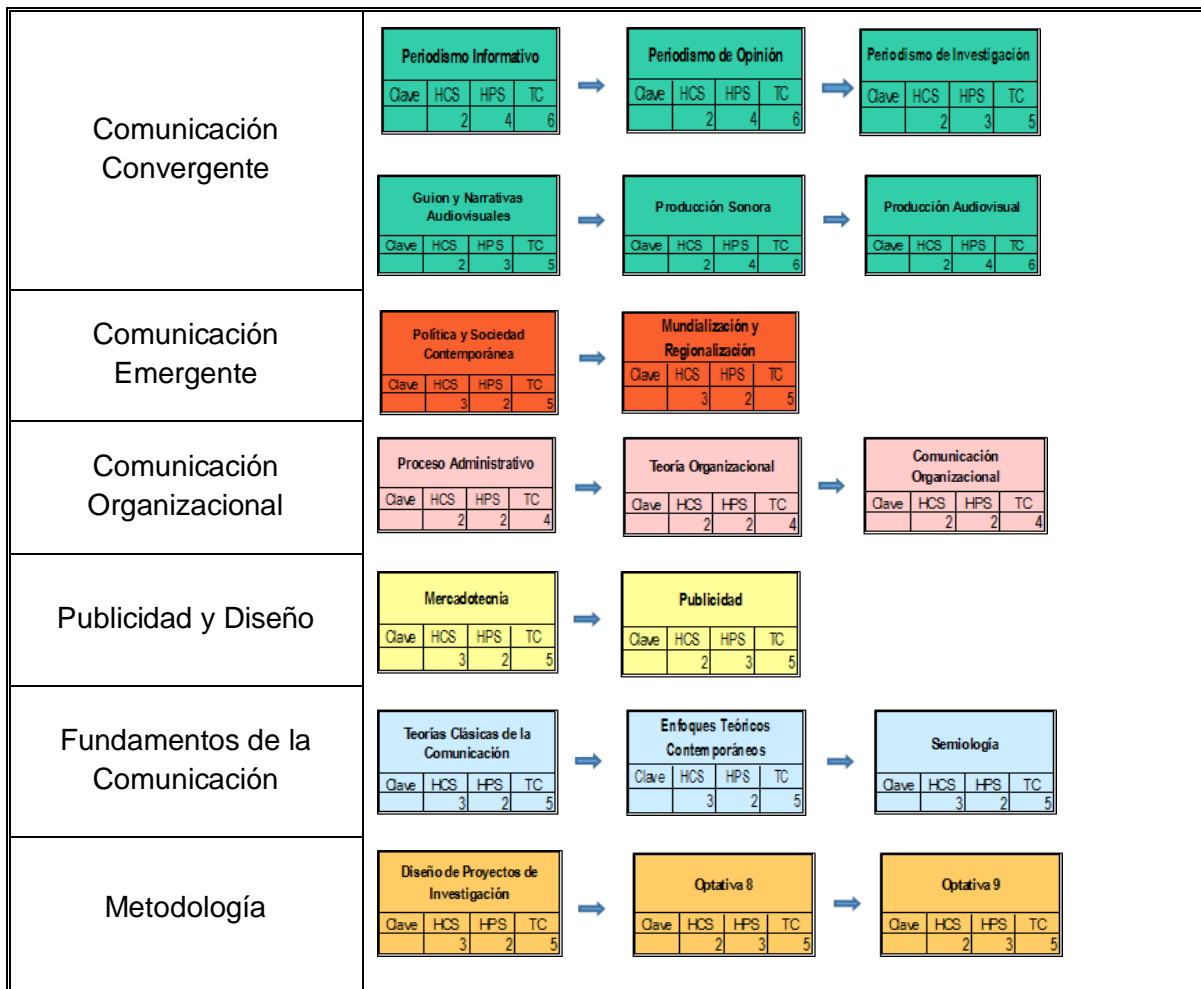 Comunicación
Convergente
Periodismo Informativo
Clave HCS HPS TC
2 4 6
Periodismo de Opinión
Clave HCS HPS TC
2 4 6
Periodismo de Investigación
Clave HCS HPS TC
2 3 5
Guion y Narrativas
Audiovisuales
Clave HCS HPS TC
2 3 5
Producción Sonora
Clave HCS HPS TC
2 4 6
Producción Audiovisual
Clave HCS HPS TC
2 4 6
Comunicación
Emergente
Política y Sociedad
Contemporánea
Clave HCS HPS TC
3 2 5
Mundialización y
Regionalización
Clave HCS HPS TC
3 2 5
Comunicación
Organizacional
Proceso Administrativo
Clave HCS HPS TC
2 2 4
Teoría Organizacional
Clave HCS HPS TC
2 2 4
Comunicación
Organizacional
Clave HCS HPS TC
2 2 4
Publicidad y Diseño
Mercadotecnia
Clave HCS HPS TC
3 2 5
Publicidad
Clave HCS HPS TC
2 3 5
Fundamentos de la
Comunicación
Teorías Clásicas de la
Comunicación
Clave HCS HPS TC
3 2 5
Enfoques Teóricos
Contemporáneos
Clave HCS HPS TC
3 2 5
Semiología
Clave HCS HPS TC
3 2 5
Metodología
Diseño de Proyectos de
Investigación
Clave HCS HPS TC
3 2 5
Optativa 8
Clave HCS HPS TC
2 3 5
Optativa 9
Clave HCS HPS TC
2 3 5